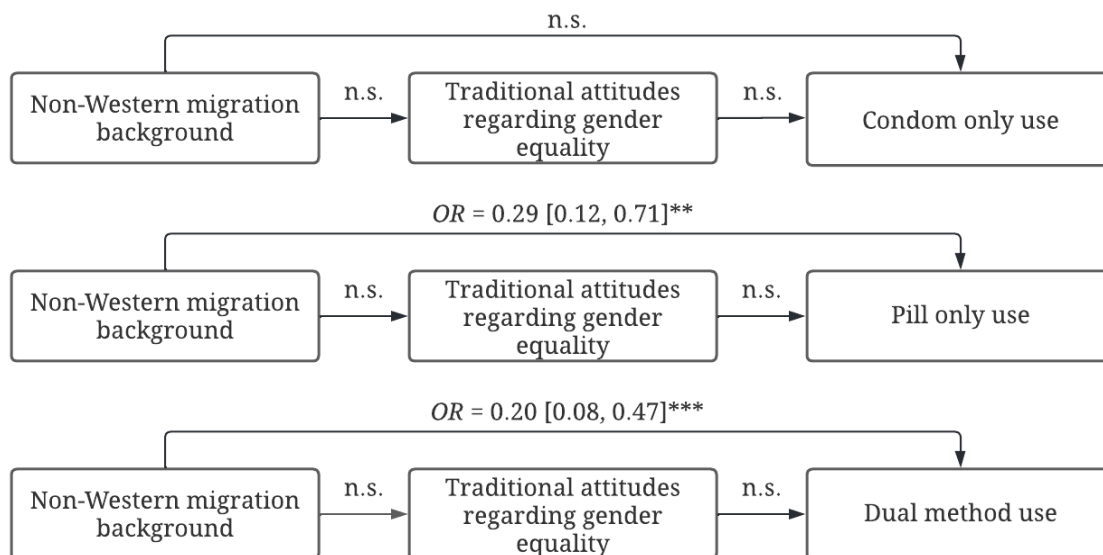 n.s.
Non-Western migration
background
n.s.
Traditional attitudes
regarding gender
equality
n.s.
Condom only use
OR = 0.29 [0.12, 0.71]**
Non-Western migration
background
n.s.
Traditional attitudes
regarding gender
equality
n.s.
Pill only use
OR = 0.20 [0.08, 0.47]***
Non-Western migration
background
n.s.
Traditional attitudes
regarding gender
equality
n.s.
Dual method use